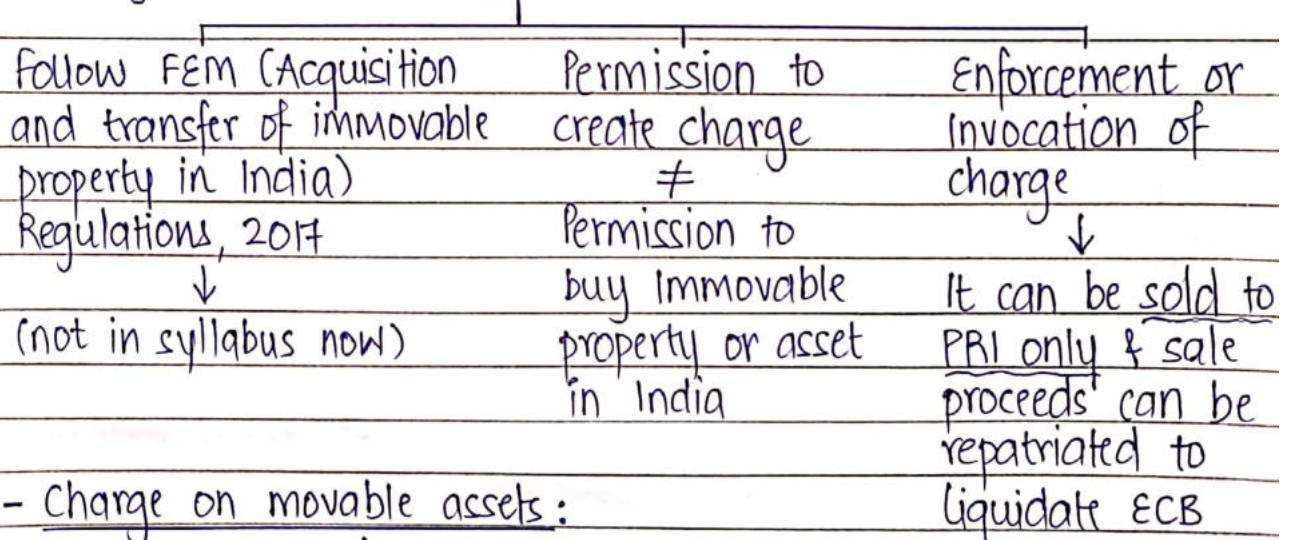 Follow FEM (Acquisition
and transfer of immovable
property in India)
Regulations, 2017
↓
(not in syllabus now)
Permission to
create charge
≠
Permission to
buy Immovable
property or asset
in India
Enforcement or
Invocation of
charge
↓
It can be sold to
PRI only & sale
proceeds can be
repatriated to
Liquidate ECB
- Charge on movable assets: